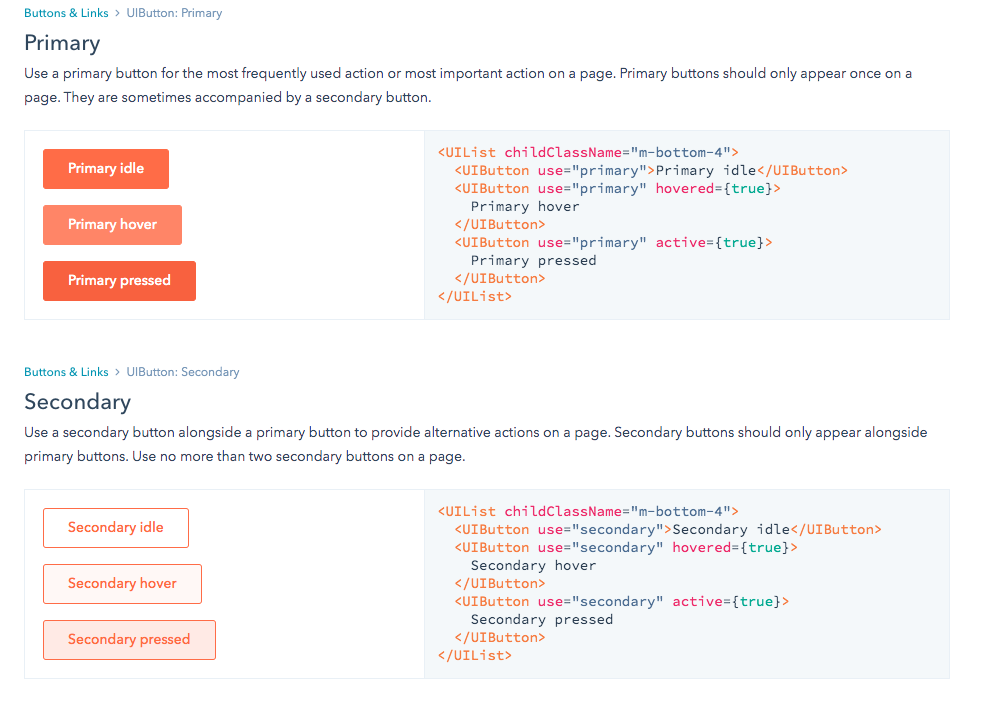 Buttons & Links > UIButton: Primary
Primary
Use a primary button for the most frequently used action or most important action on a page. Primary buttons should only appear once on a
page. They are sometimes accompanied by a secondary button.
Primary idle
Primary hover
Primary pressed
<UIList childClassName="m-bottom-4">
  <UIButton use="primary">Primary idle</UIButton>
  <UIButton use="primary" hovered={true}>
    Primary hover
  </UIButton>
  <UIButton use="primary" active={true}>
    Primary pressed
  </UIButton>
</UIList>
Buttons & Links > UIButton: Secondary
Secondary
Use a secondary button alongside a primary button to provide alternative actions on a page. Secondary buttons should only appear alongside
primary buttons. Use no more than two secondary buttons on a page.
Secondary idle
Secondary hover
Secondary pressed
<UIList childClassName="m-bottom-4">
  <UIButton use="secondary">Secondary idle</UIButton>
  <UIButton use="secondary" hovered={true}>
    Secondary hover
  </UIButton>
  <UIButton use="secondary" active={true}>
    Secondary pressed
  </UIButton>
</UIList>